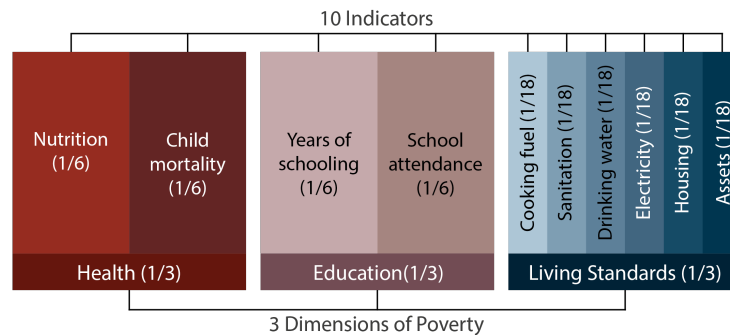 10 Indicators
Nutrition
(1/6)
Child
mortality
(1/6)
Years of
schooling
(1/6)
School
attendance
(1/6)
Cooking fuel (1/18)
Sanitation (1/18)
Drinking water (1/18)
Electricity (1/18)
Housing (1/18)
Assets (1/18)
Health (1/3)
Education(1/3)
Living Standards (1/3)
3 Dimensions of Poverty